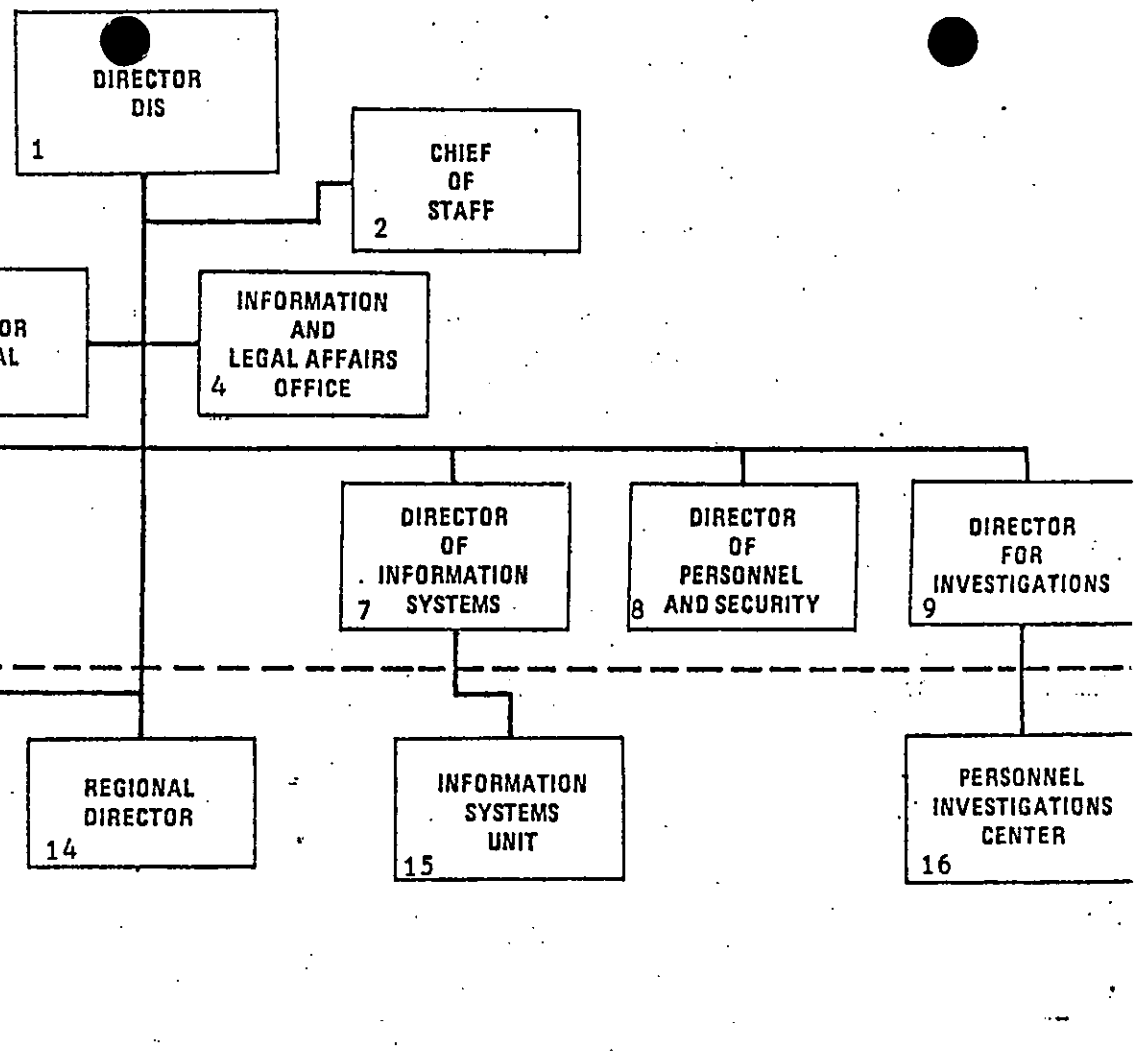 DIRECTOR
DIS
1
CHIEF
OF
STAFF
2
OR
AL
INFORMATION
AND
LEGAL AFFAIRS
OFFICE
4
DIRECTOR
OF
INFORMATION
SYSTEMS
7
DIRECTOR
OF
PERSONNEL
AND SECURITY
8
DIRECTOR
FOR
INVESTIGATIONS
9
REGIONAL
DIRECTOR
14
INFORMATION
SYSTEMS
UNIT
15
PERSONNEL
INVESTIGATIONS
CENTER
16